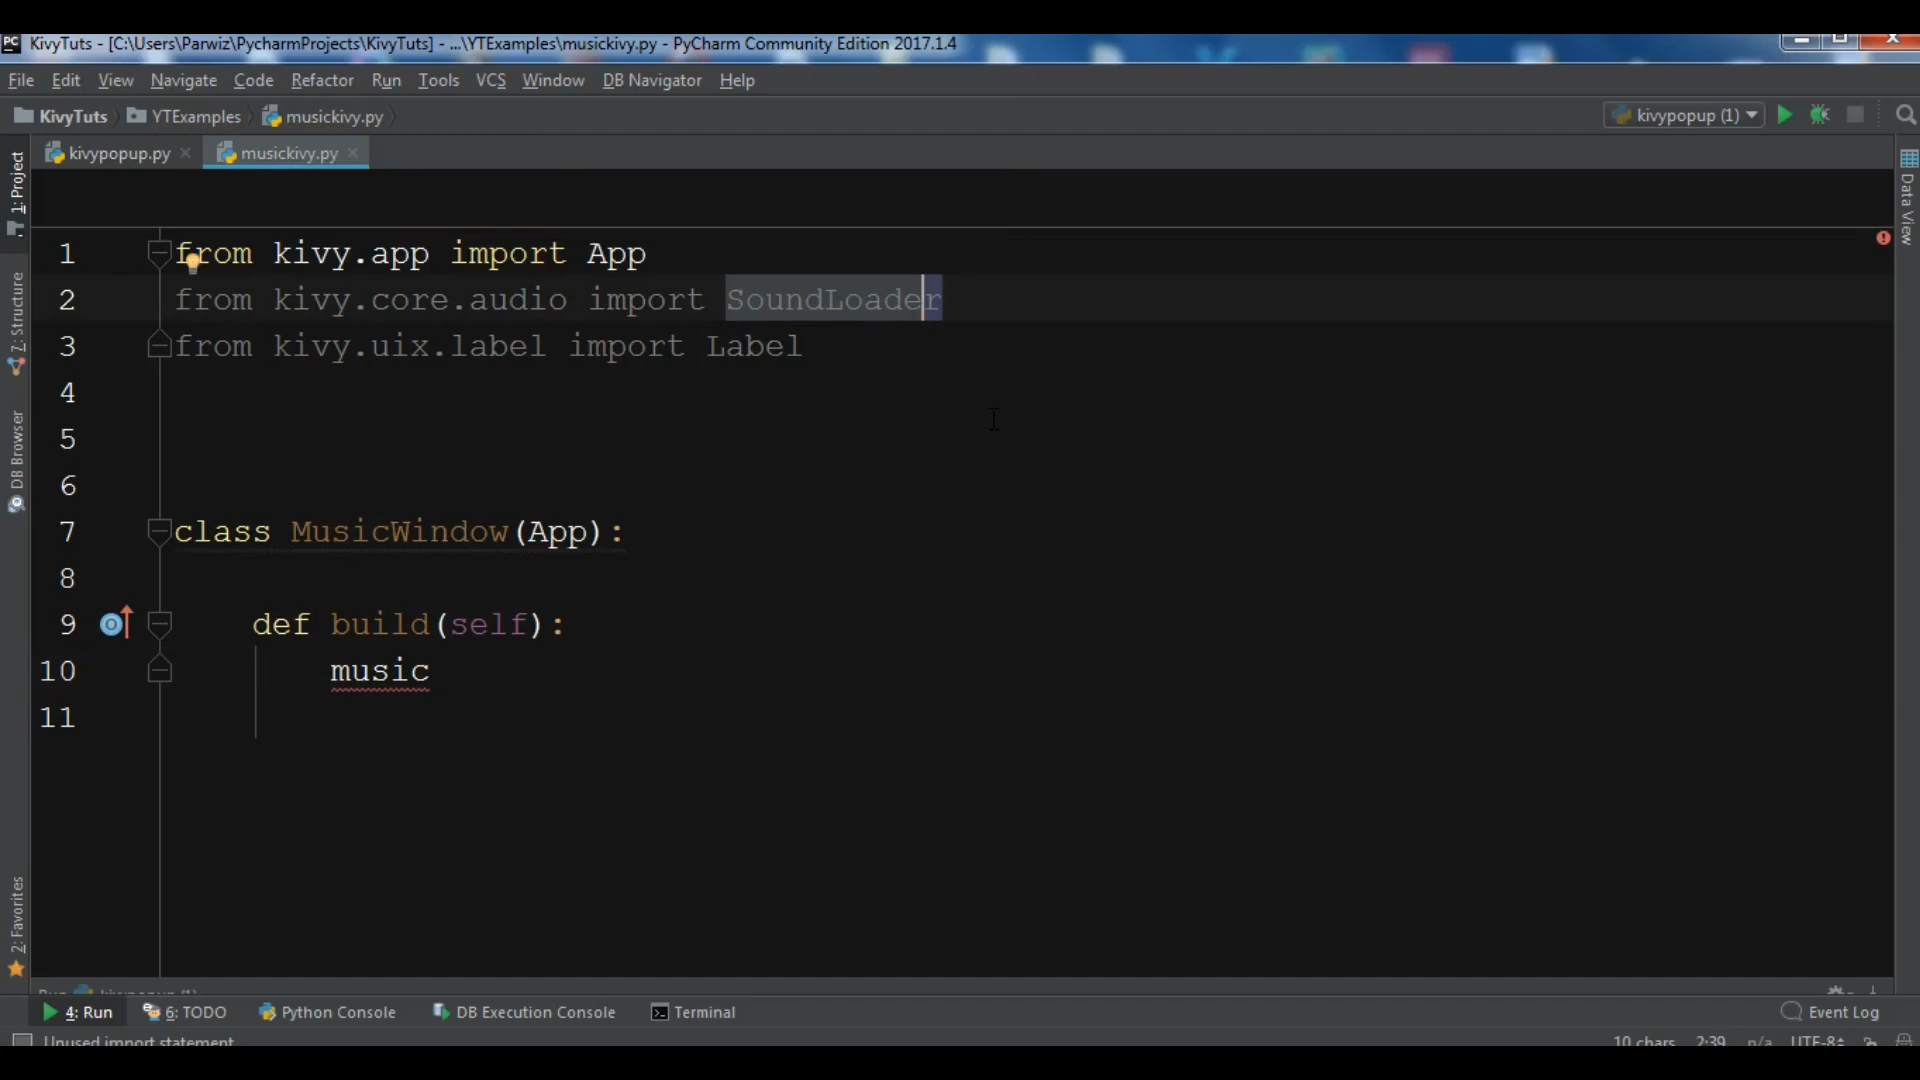 KivyTuts - [C:\Users\Parwiz\PycharmProjects\KivyTuts] - ...\YTExamples\musickivy.py - PyCharm Community Edition 2017.1.4
File Edit View Navigate Code Refactor Run Tools VCS Window DB Navigator Help
KivyTuts YTExamples musickivy.py kivypopup (1)
kivypopup.py musickivy.py
1: Project
7: Structure
DB Browser
2: Favorites
Data View
1 from kivy.app import App
2 from kivy.core.audio import SoundLoader
3 from kivy.uix.label import Label
4
5
6
7 class MusicWindow(App):
8
9 def build(self):
10 music
11
4: Run 6: TODO Python Console DB Execution Console Terminal Event Log
Unused import statement 10 chars 2:39 n/a UTF-8